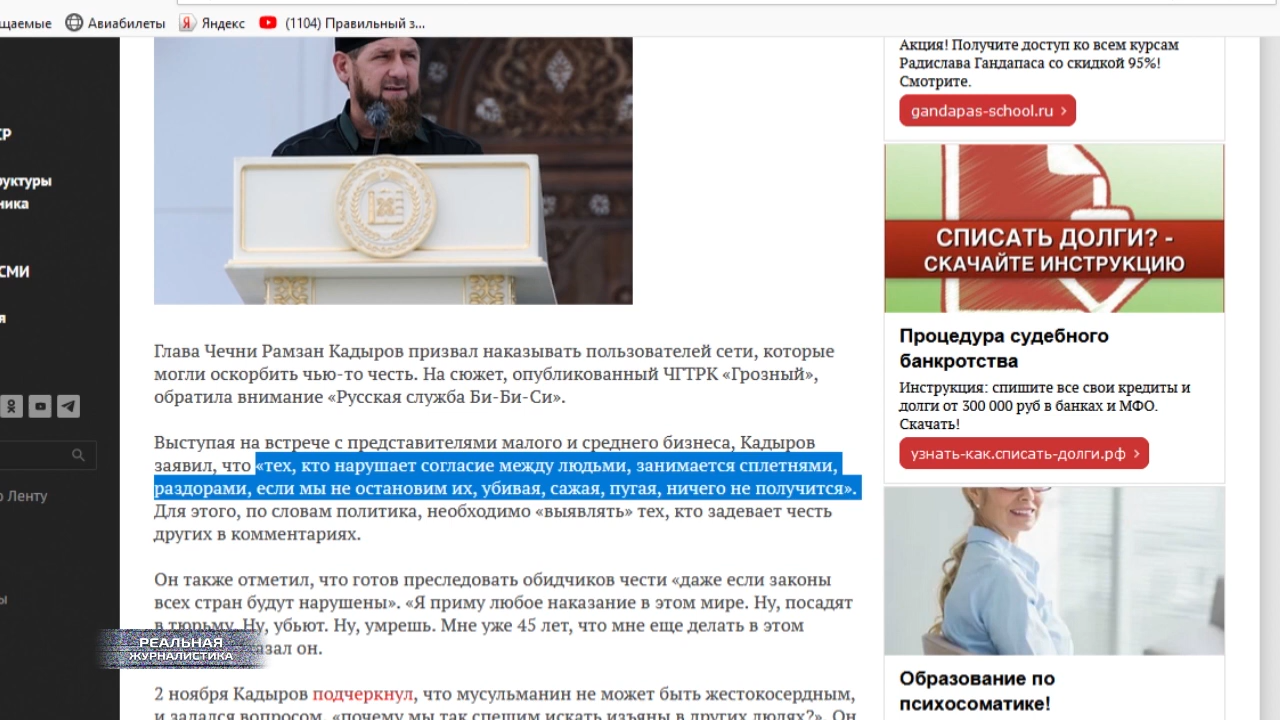 щаемые
Авиабилеты
Яндекс
(1104) Правильный з...
СР
руктуры
ника
СМИ
я
о Ленту
ы
Глава Чечни Рамзан Кадыров призвал наказывать пользователей сети, которые
могли оскорбить чью-то честь. На сюжет, опубликованный ЧГТРК «Грозный»,
обратила внимание «Русская служба Би-Би-Си».
Выступая на встрече с представителями малого и среднего бизнеса, Кадыров
заявил, что «тех, кто нарушает согласие между людьми, занимается сплетнями,
раздорами, если мы не остановим их, убивая, сажая, пугая, ничего не получится».
Для этого, по словам политика, необходимо «выявлять» тех, кто задевает честь
других в комментариях.
Он также отметил, что готов преследовать обидчиков чести «даже если законы
всех стран будут нарушены». «Я приму любое наказание в этом мире. Ну, посадят
в тюрьму. Ну, убьют. Ну, умрешь. Мне уже 45 лет, что мне еще делать в этом
азал он.
2 ноября Кадыров подчеркнул, что мусульманин не может быть жестокосердным,
и задался вопросом, «почему мы так спешим искать изъяны в других людях?». Он
РЕАЛЬНАЯ
ЖУРНАЛИСТИКА
Акция! Получите доступ ко всем курсам
Радислава Гандапаса со скидкой 95%!
Смотрите.
gandapas-school.ru
СПИСАТЬ ДОЛГИ? -
СКАЧАЙТЕ ИНСТРУКЦИЮ
Процедура судебного
банкротства
Инструкция: спишите все свои кредиты и
долги от 300 000 руб в банках и МФО.
Скачать!
узнать-как.списать-долги.рф
Образование по
психосоматике!